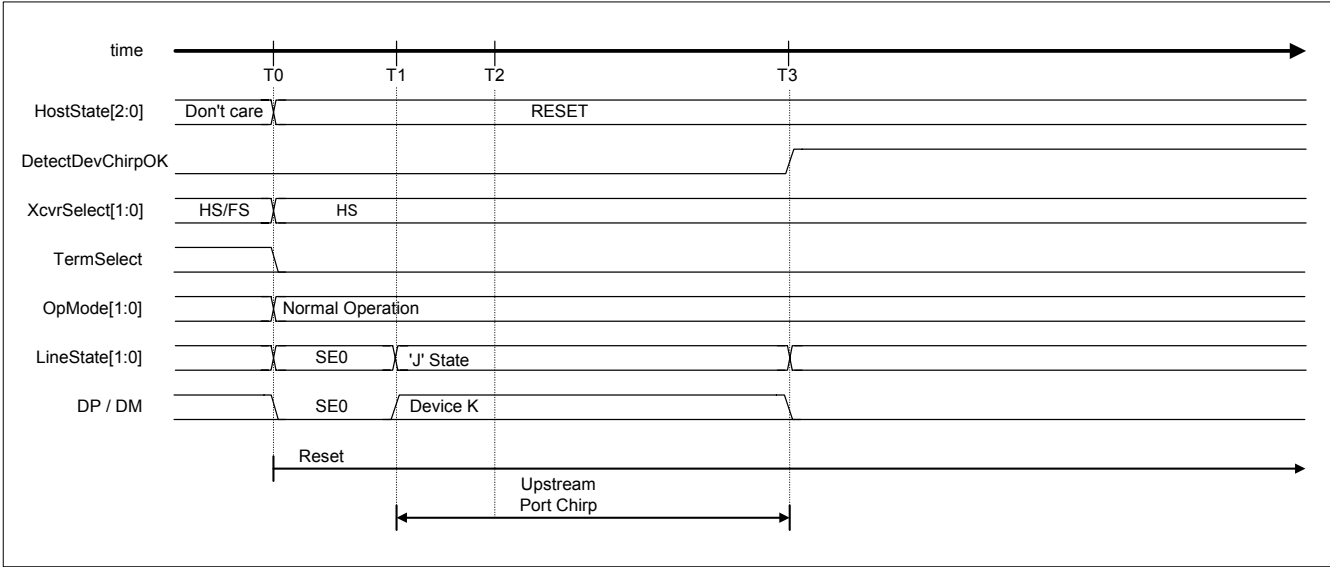 time
T0 T1 T2 T3
HostState[2:0] Don't care RESET
DetectDevChirpOK
XcvrSelect[1:0] HS/FS HS
TermSelect
OpMode[1:0] Normal Operation
LineState[1:0] SE0 'J' State
DP / DM SE0 Device K
Reset
Upstream
Port Chirp